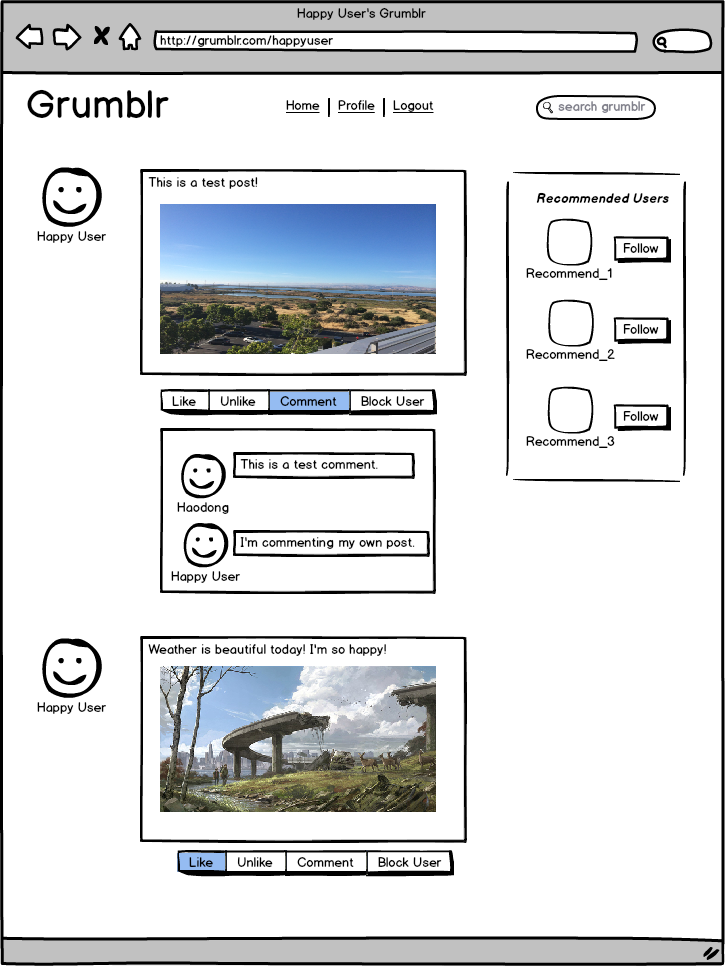 Happy User's Grumblr
http://grumblr.com/happyuser
Grumblr
Home | Profile | Logout
search grumblr
Happy User
This is a test post!
Like Unlike Comment Block User
This is a test comment.
Haodong
I'm commenting my own post.
Happy User
Recommended Users
Recommend_1
Follow
Recommend_2
Follow
Recommend_3
Follow
Happy User
Weather is beautiful today! I'm so happy!
Like Unlike Comment Block User